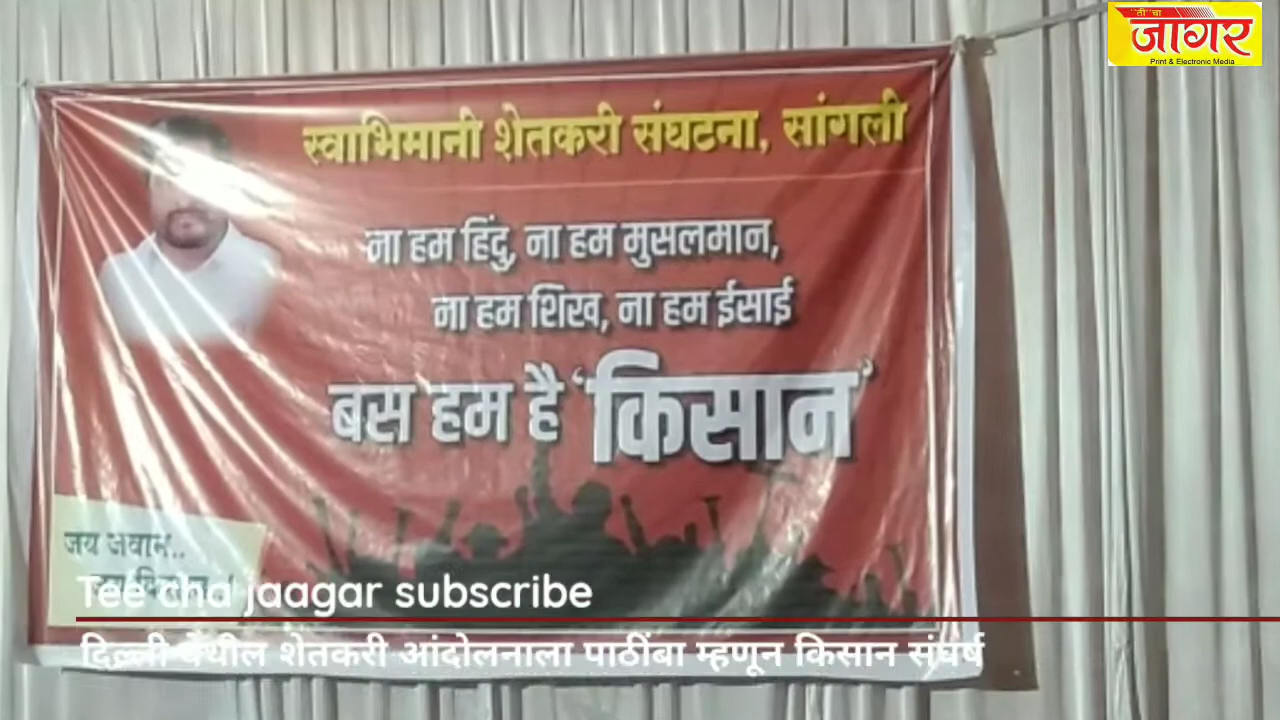 "ती" चा
जागर
Print & Electronic Media
स्वाभिमानी शेतकरी संघटना, सांगली
ना हम हिंदु, ना हम मुसलमान,
ना हम शिख, ना हम ईसाई
बस हम है 'किसान'
जय जवान..
Tee cha jaagar subscribe
दिल्ली येथील शेतकरी आंदोलनाला पाठींबा म्हणून किसान संघर्ष